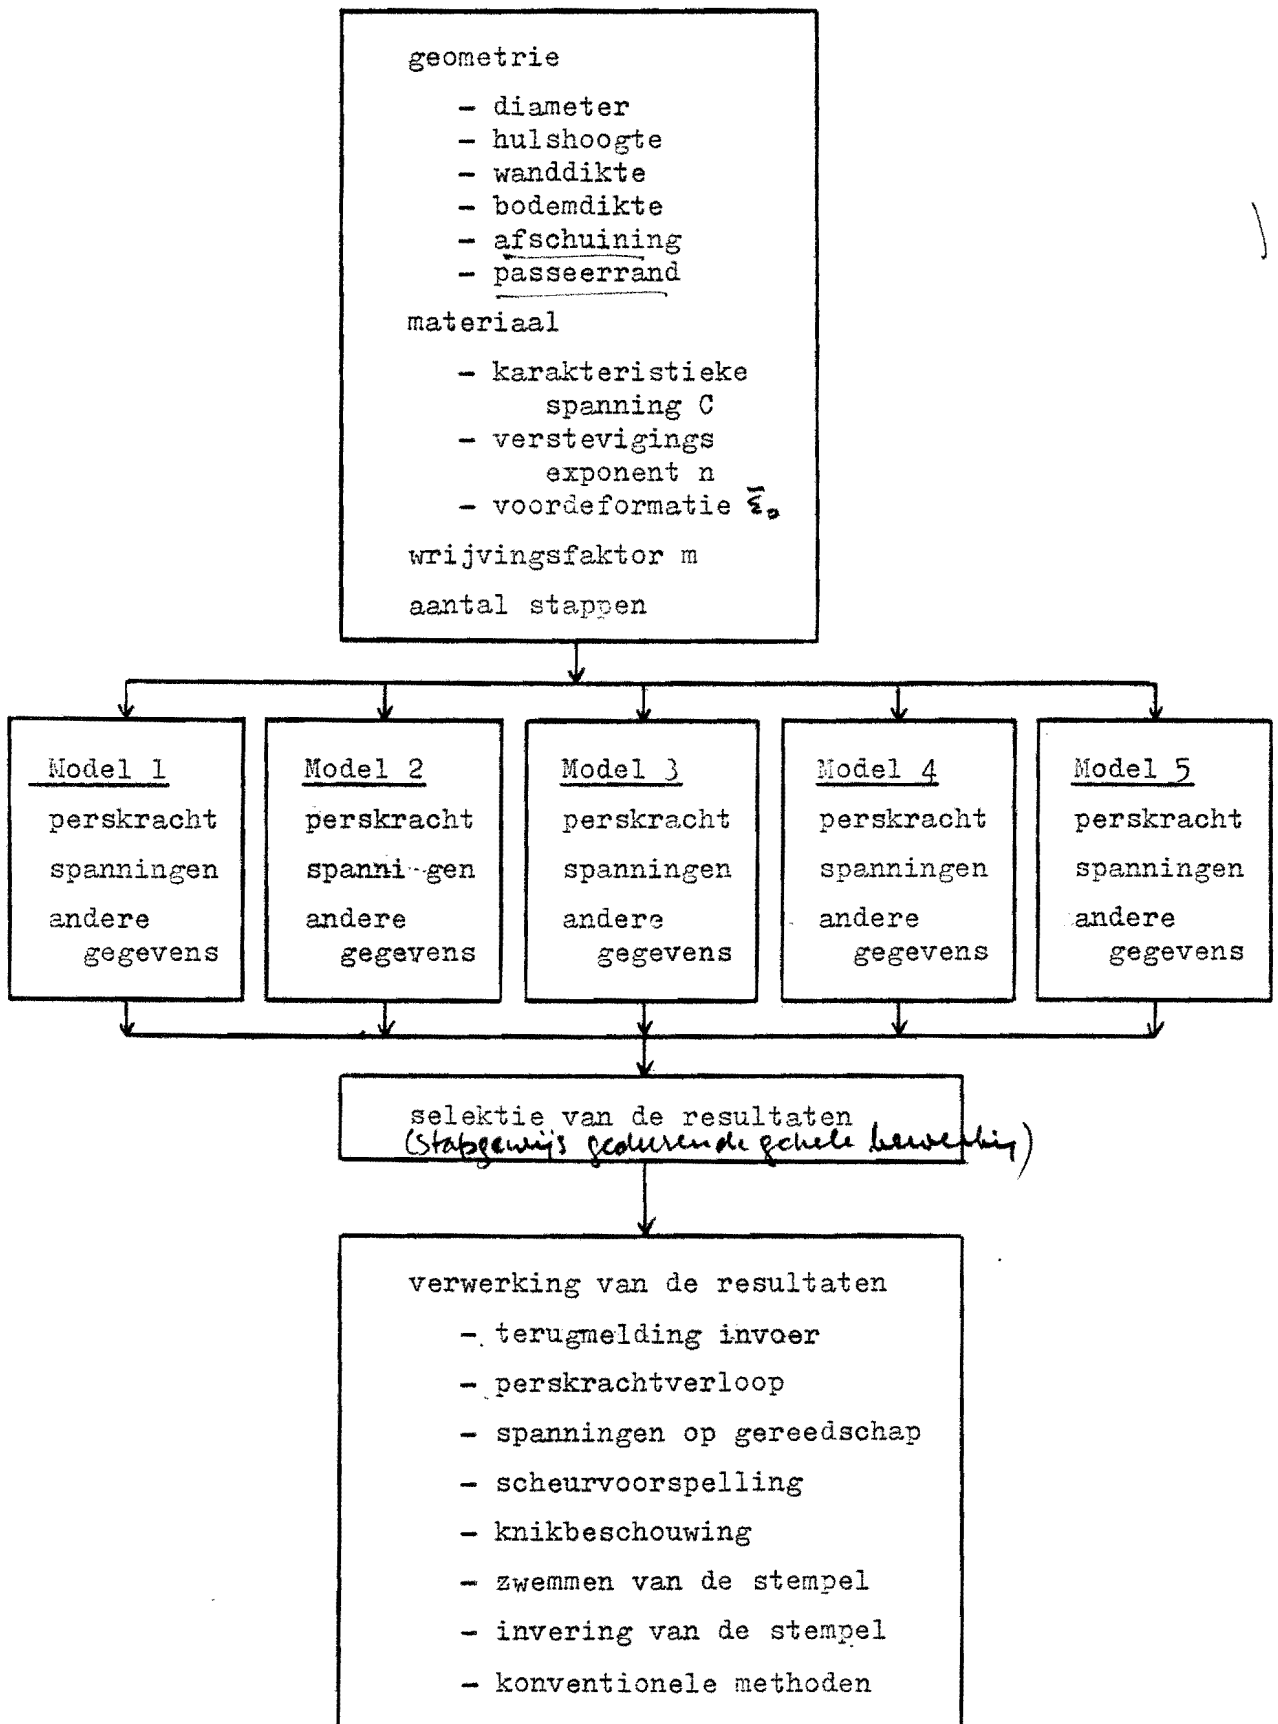 geometrie
- diameter
- hulshoogte
- wanddikte
- bodemdikte
- afschuining
- passeerrand
materiaal
- karakteristieke
spanning C
- verstevigings
exponent n
- voordeformatie ε̄₀
wrijvingsfaktor m
aantal stappen
Model 1
perskracht
spanningen
andere
gegevens
Model 2
perskracht
spanni-gen
andere
gegevens
Model 3
perskracht
spanningen
andere
gegevens
Model 4
perskracht
spanningen
andere
gegevens
Model 5
perskracht
spanningen
andere
gegevens
selektie van de resultaten
(stapsgewijs gedurende gehele bewerking)
verwerking van de resultaten
- terugmelding invoer
- perskrachtverloop
- spanningen op gereedschap
- scheurvoorspelling
- knikbeschouwing
- zwemmen van de stempel
- invering van de stempel
- konventionele methoden